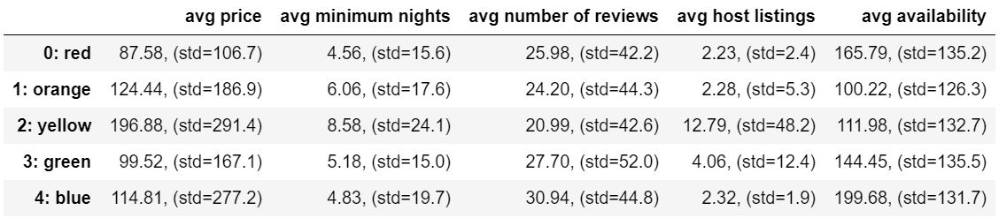 avg price avg minimum nights avg number of reviews avg host listings avg availability
0: red 87.58, (std=106.7) 4.56, (std=15.6) 25.98, (std=42.2) 2.23, (std=2.4) 165.79, (std=135.2)
1: orange 124.44, (std=186.9) 6.06, (std=17.6) 24.20, (std=44.3) 2.28, (std=5.3) 100.22, (std=126.3)
2: yellow 196.88, (std=291.4) 8.58, (std=24.1) 20.99, (std=42.6) 12.79, (std=48.2) 111.98, (std=132.7)
3: green 99.52, (std=167.1) 5.18, (std=15.0) 27.70, (std=52.0) 4.06, (std=12.4) 144.45, (std=135.5)
4: blue 114.81, (std=277.2) 4.83, (std=19.7) 30.94, (std=44.8) 2.32, (std=1.9) 199.68, (std=131.7)